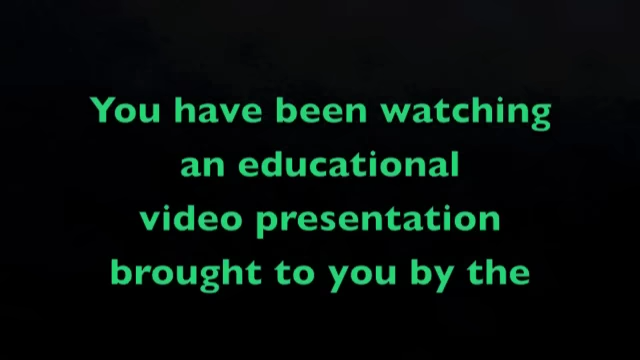 You have been watching
an educational
video presentation
brought to you by the